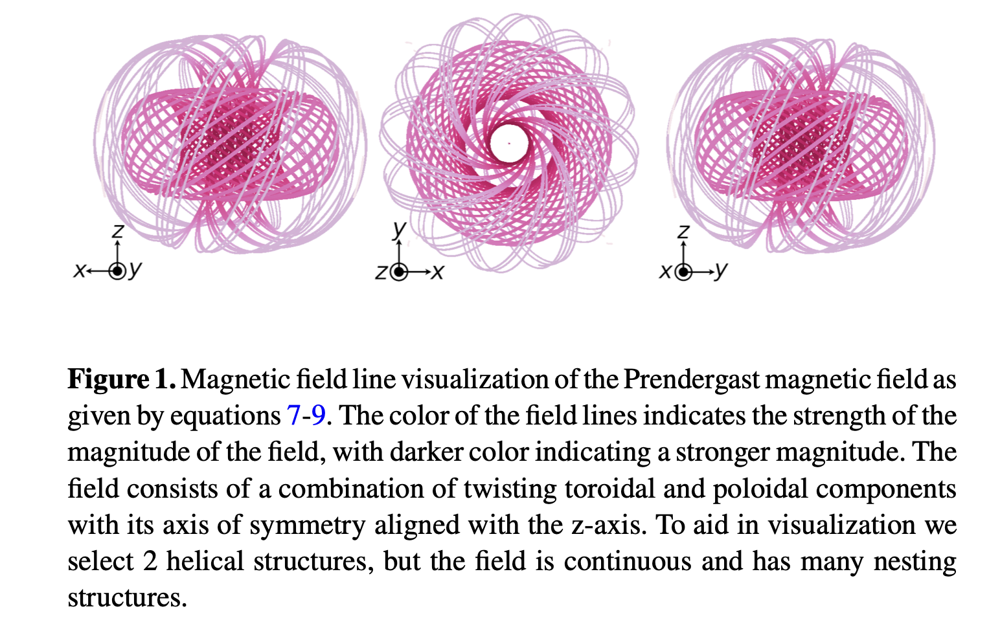 z
x y
y
z x
z
x y
Figure 1. Magnetic field line visualization of the Prendergast magnetic field as
given by equations 7-9. The color of the field lines indicates the strength of the
magnitude of the field, with darker color indicating a stronger magnitude. The
field consists of a combination of twisting toroidal and poloidal components
with its axis of symmetry aligned with the z-axis. To aid in visualization we
select 2 helical structures, but the field is continuous and has many nesting
structures.